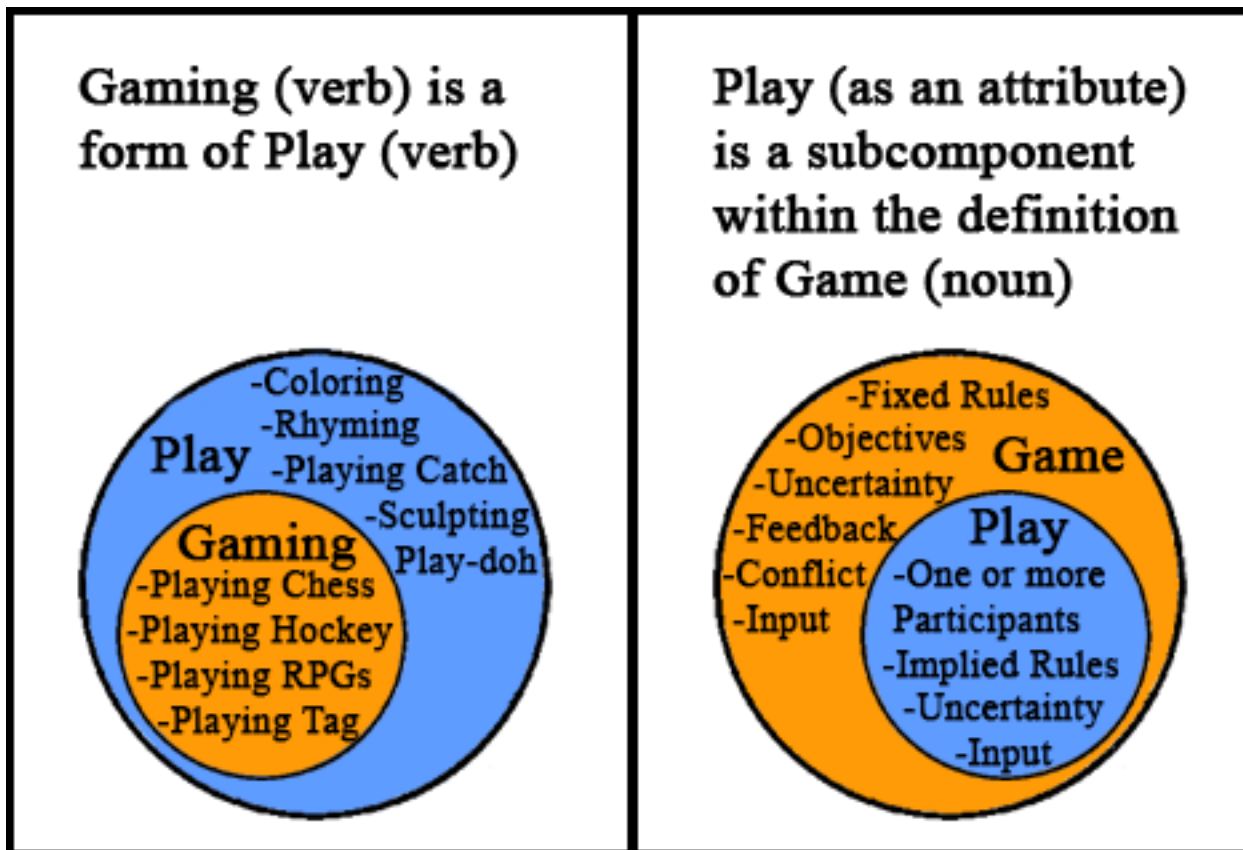 Gaming (verb) is a
form of Play (verb)
-Coloring
-Rhyming
Play
-Playing Catch
-Sculpting
Play-doh
Gaming
-Playing Chess
-Playing Hockey
-Playing RPGs
-Playing Tag
Play (as an attribute)
is a subcomponent
within the definition
of Game (noun)
-Fixed Rules
-Objectives
Game
-Uncertainty
-Feedback
-Conflict
-Input
Play
-One or more
Participants
-Implied Rules
-Uncertainty
-Input